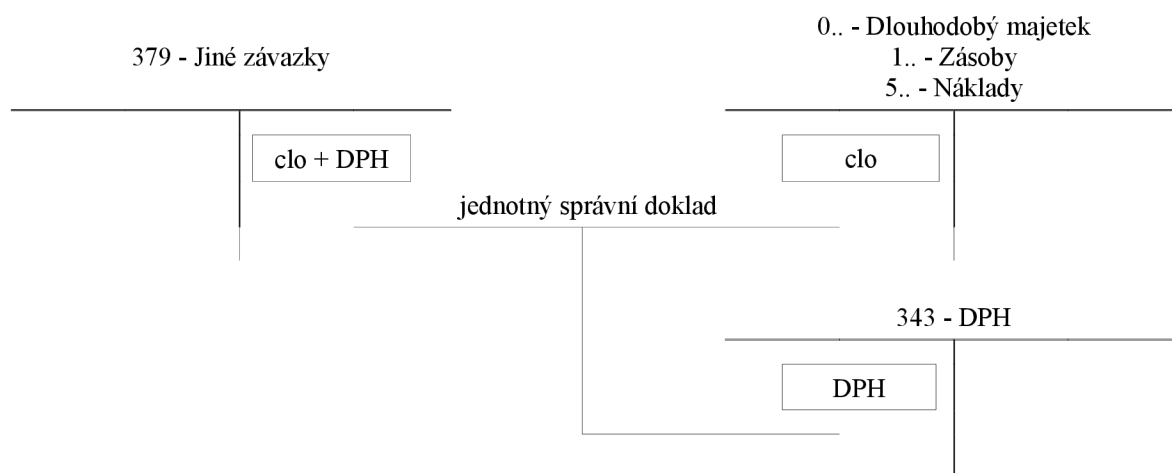 379 - Jiné závazky
0.. - Dlouhodobý majetek
1.. - Zásoby
5.. - Náklady
clo + DPH
clo
jednotný správní doklad
343 - DPH
DPH